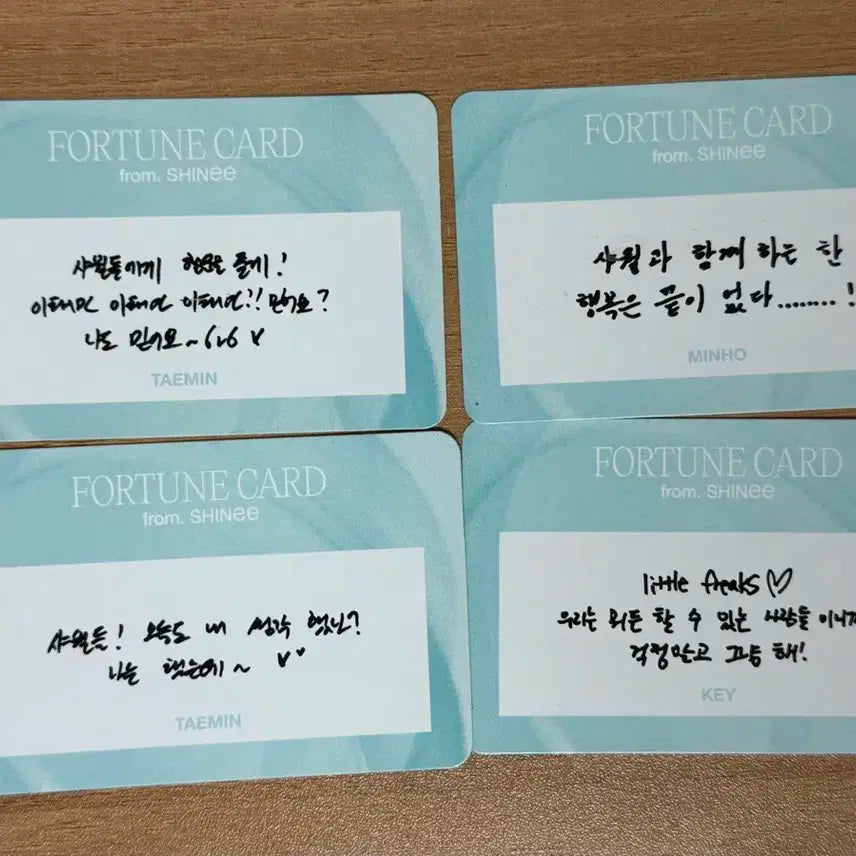 FORTUNE CARD
from. SHINee
샤월들에게 행운을 줄게!
이태민 이태민 이태민!! 믿어요?
나도 믿어요~ 6v6 v
TAEMIN
FORTUNE CARD
from. SHINee
샤월과 함께 하는 한
행복은 끝이 없다........!
MINHO
FORTUNE CARD
from. SHINee
샤월들! 오늘도 내 생각 했니?
나는 했는데~ v v
TAEMIN
FORTUNE CARD
from. SHINee
little freaks♡
우리는 뭐든 할 수 있는 사람들 이니까
걱정말고 그냥 해!
KEY